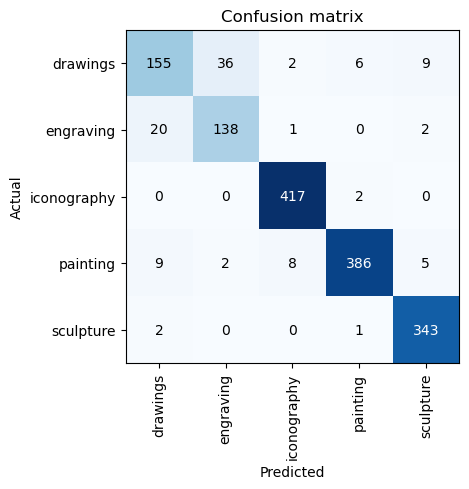 Confusion matrix
drawings 155 36 2 6 9
engraving 20 138 1 0 2
iconography 0 0 417 2 0
painting 9 2 8 386 5
sculpture 2 0 0 1 343
Actual
drawings engraving iconography painting sculpture
Predicted